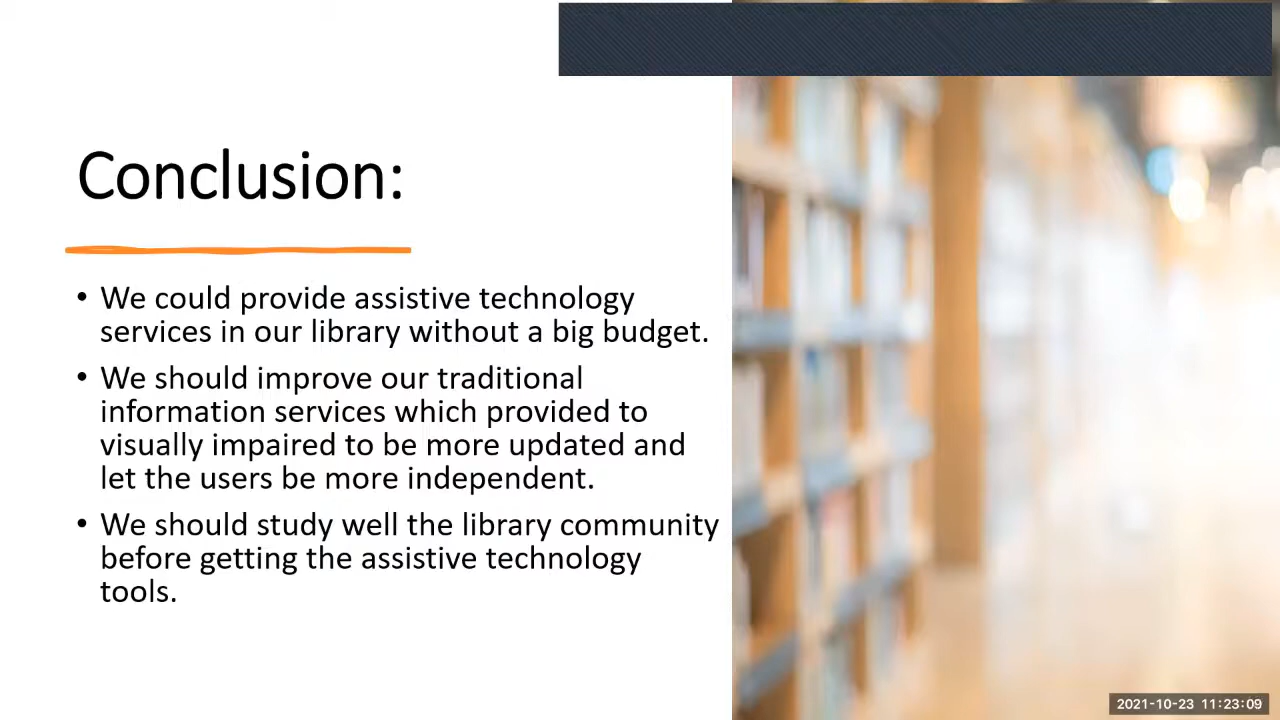 Conclusion:
• We could provide assistive technology
services in our library without a big budget.
• We should improve our traditional
information services which provided to
visually impaired to be more updated and
let the users be more independent.
• We should study well the library community
before getting the assistive technology
tools.
2021-10-23 11:23:09